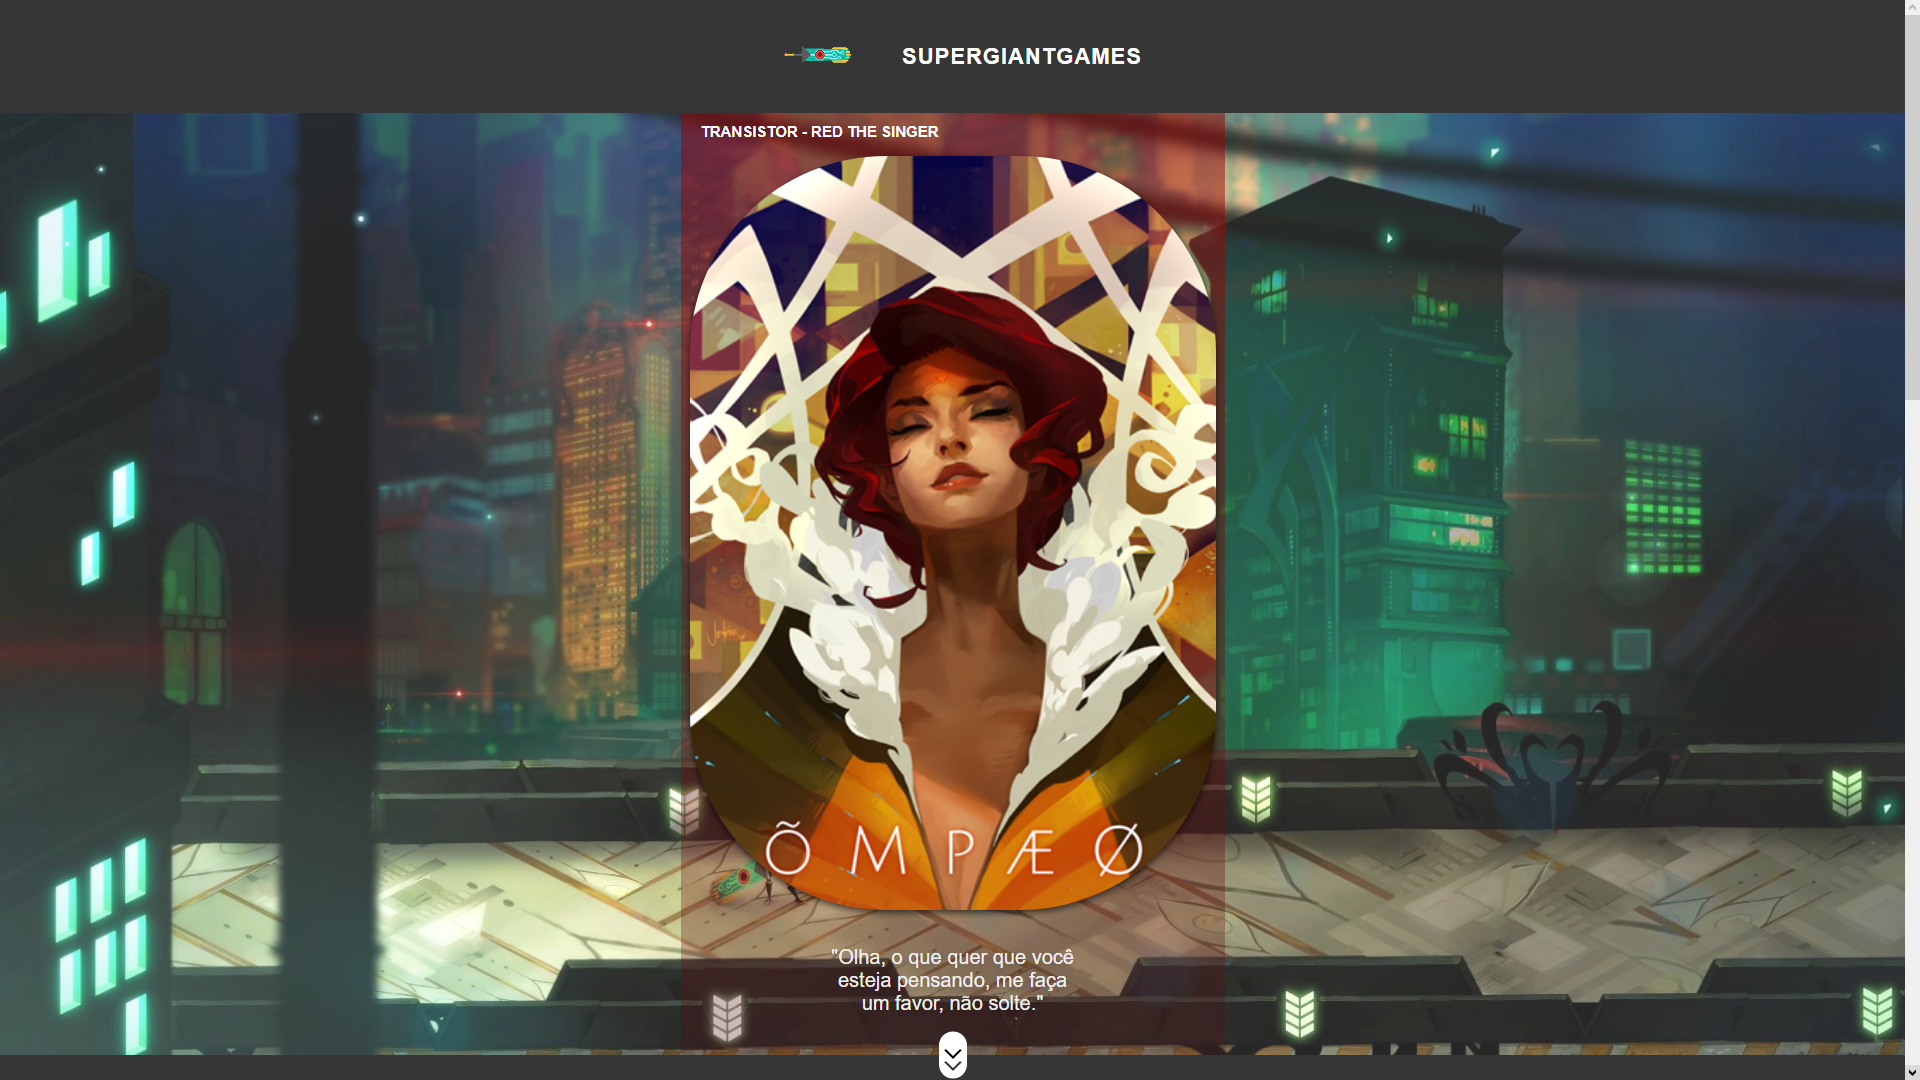 SUPERGIANTGAMES
TRANSISTOR - RED THE SINGER
Õ M P Æ Ø
"Olha, o que quer que você
esteja pensando, me faça
um favor, não solte."